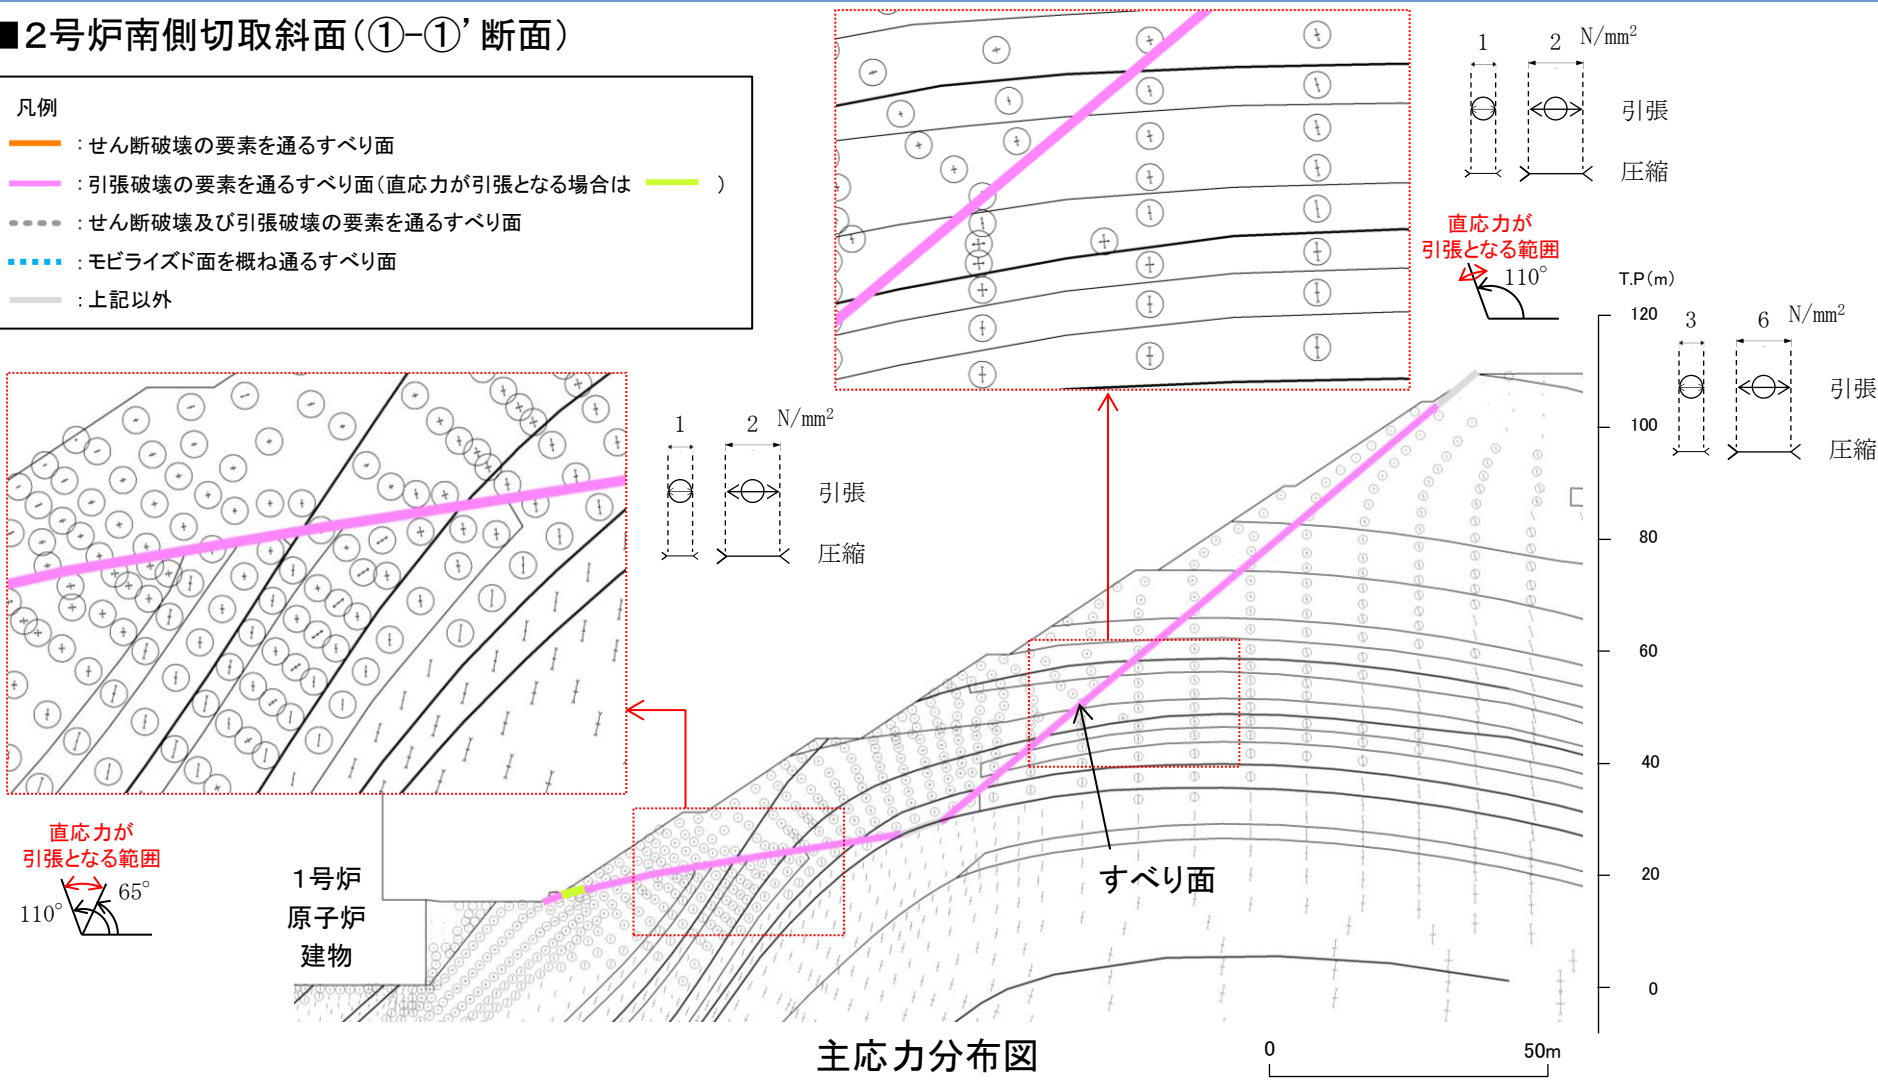 ■2号炉南側切取斜面(①-①’断面)
凡例
:せん断破壊の要素を通るすべり面
:引張破壊の要素を通るすべり面(直応力が引張となる場合は )
:せん断破壊及び引張破壊の要素を通るすべり面
:モビライズド面を概ね通るすべり面
:上記以外
1 2 N/mm²
引張
圧縮
直応力が
引張となる範囲
110°
T.P(m)
120
100
80
60
40
20
0
3 6 N/mm²
引張
圧縮
1 2 N/mm²
引張
圧縮
直応力が
引張となる範囲
110° 65°
1号炉
原子炉
建物
すべり面
主応力分布図
0 50m